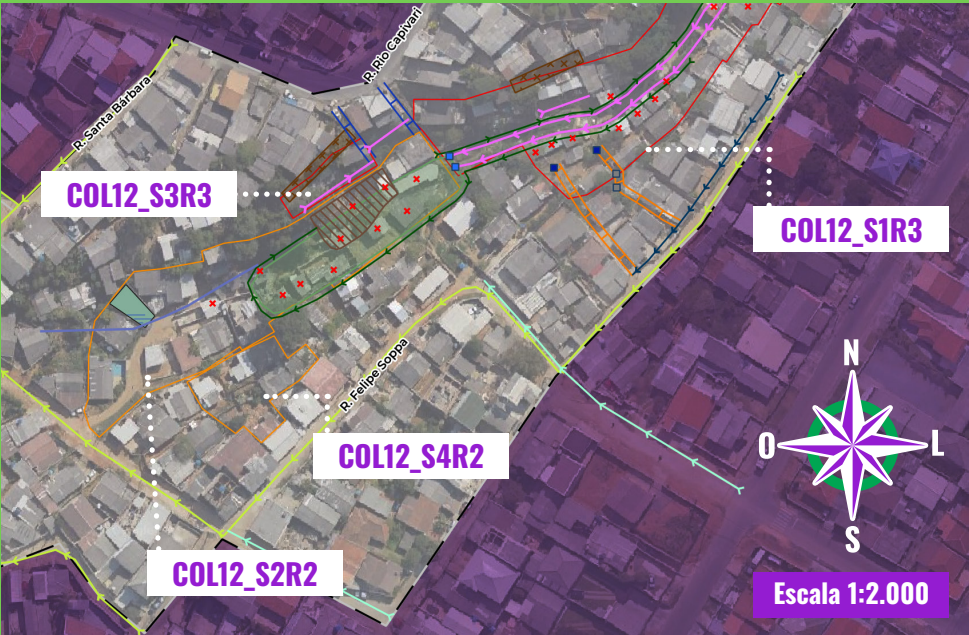 R. Rio Capivari
R. Santa Bárbara
COL12_S3R3
COL12_S1R3
R. Felipe Soppa
COL12_S4R2
COL12_S2R2
N
O
L
S
Escala 1:2.000